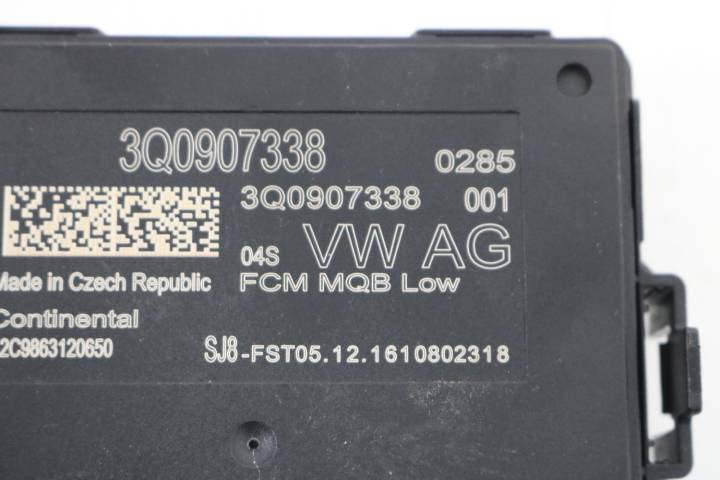 3Q0907338 0285
3Q0907338 001
04S VW AG
Made in Czech Republic FCM MQB Low
Continental
2C9863120650 SJ8-FST05.12.1610802318